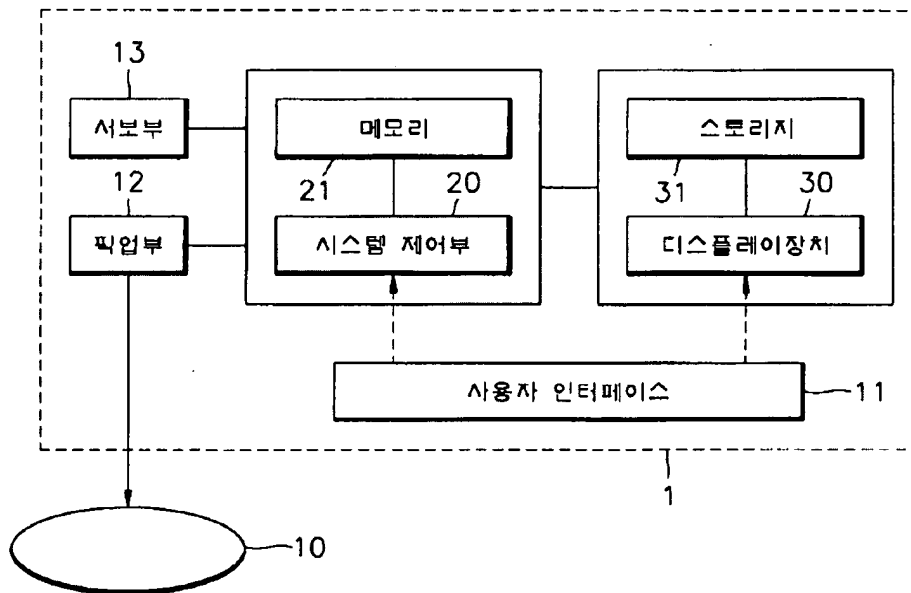 13
서보부
메모리
스토리지
12
21
20
31
30
픽업부
시스템 제어부
디스플레이장치
사용자 인터페이스
11
1
10